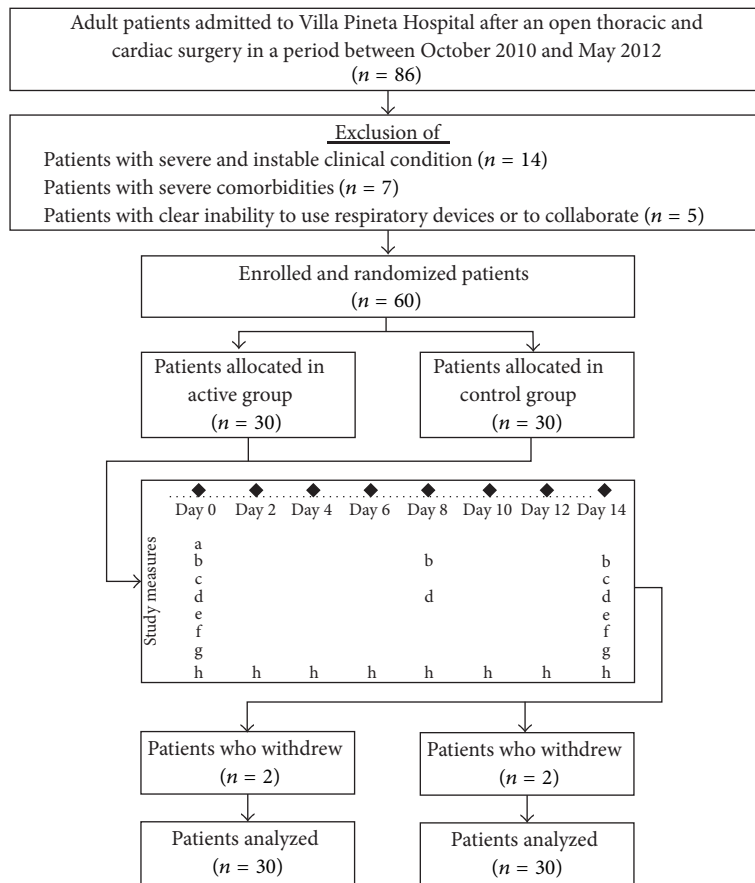 Adult patients admitted to Villa Pineta Hospital after an open thoracic and
cardiac surgery in a period between October 2010 and May 2012
(n = 86)
Exclusion of
Patients with severe and instable clinical condition (n = 14)
Patients with severe comorbidities (n = 7)
Patients with clear inability to use respiratory devices or to collaborate (n = 5)
Enrolled and randomized patients
(n = 60)
Patients allocated in
active group
(n = 30)
Patients allocated in
control group
(n = 30)
Study measures
Day 0 Day 2 Day 4 Day 6 Day 8 Day 10 Day 12 Day 14
a
b b b
c c
d d d
e e
f f
g g
h h h h h h h h
Patients who withdrew
(n = 2)
Patients who withdrew
(n = 2)
Patients analyzed
(n = 30)
Patients analyzed
(n = 30)